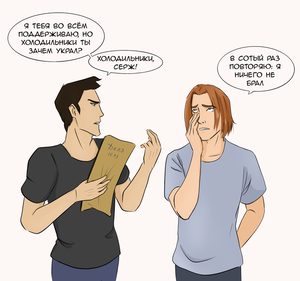 Я ТЕБЯ ВО ВСЁМ
ПОДДЕРЖИВАЮ, НО
ХОЛОДИЛЬНИКИ ТЫ
ЗАЧЕМ УКРАЛ?
ХОЛОДИЛЬНИКИ,
СЕРЖ!
В СОТЫЙ РАЗ
ПОВТОРЯЮ: Я
НИЧЕГО НЕ
БРАЛ